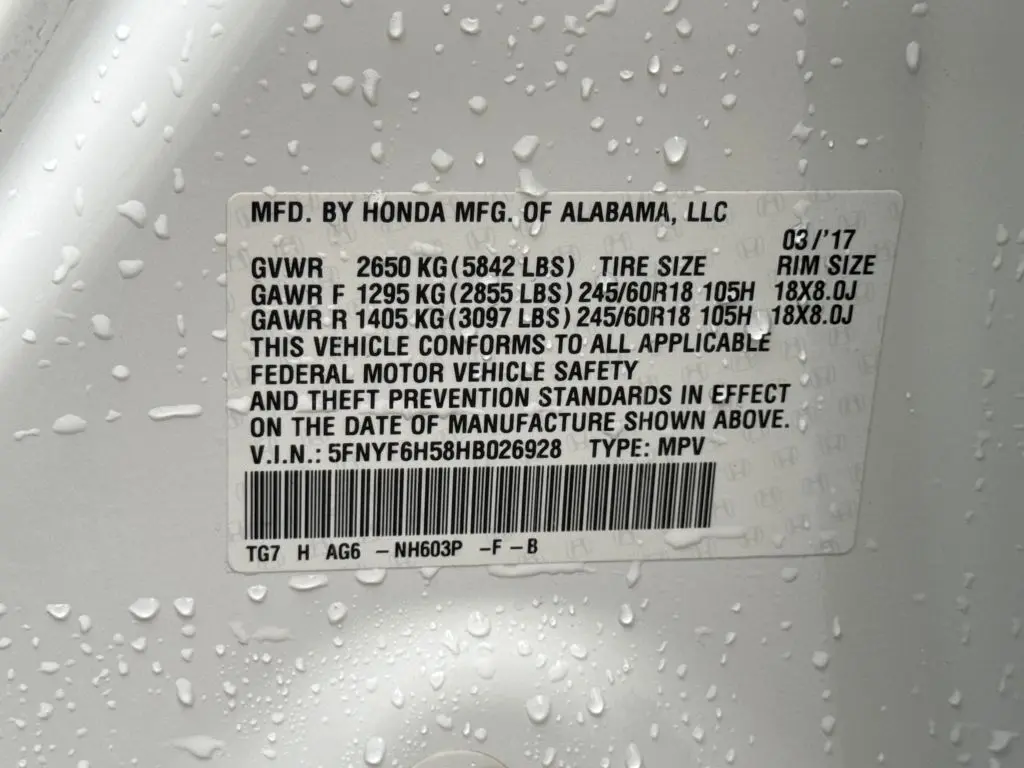 MFD. BY HONDA MFG. OF ALABAMA, LLC
03/'17
GVWR 2650 KG(5842 LBS) TIRE SIZE RIM SIZE
GAWR F 1295 KG(2855 LBS) 245/60R18 105H 18X8.0J
GAWR R 1405 KG(3097 LBS) 245/60R18 105H 18X8.0J
THIS VEHICLE CONFORMS TO ALL APPLICABLE
FEDERAL MOTOR VEHICLE SAFETY
AND THEFT PREVENTION STANDARDS IN EFFECT
ON THE DATE OF MANUFACTURE SHOWN ABOVE.
V.I.N.: 5FNYF6H58HB026928 TYPE: MPV
TG7 H AG6 -NH603P -F-B